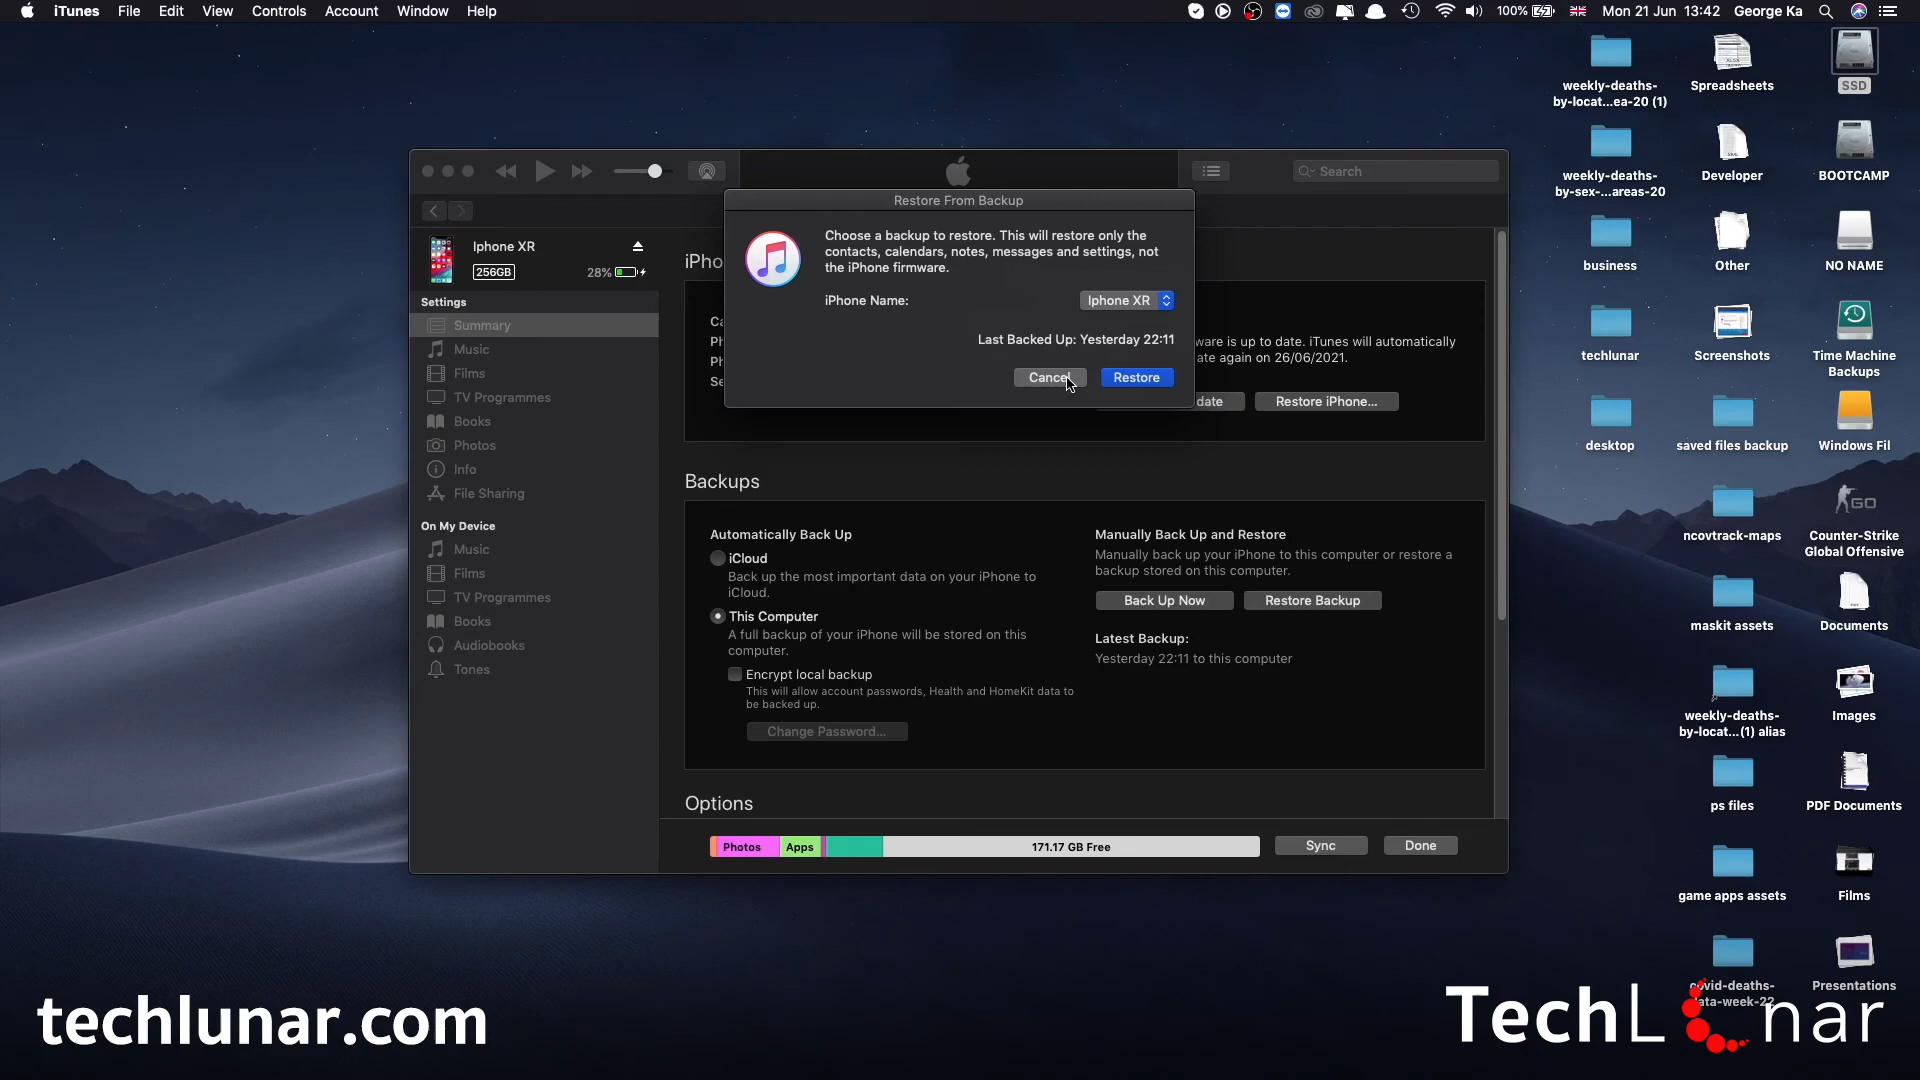 iTunes File Edit View Controls Account Window Help
100% Mon 21 Jun 13:42 George Ka
weekly-deaths-
by-locat...ea-20 (1)
Spreadsheets
SSD
weekly-deaths-
by-sex-...areas-20
Developer
BOOTCAMP
business
Other
NO NAME
techlunar
Screenshots
Time Machine
Backups
desktop
saved files backup
Windows Fil
ncovtrack-maps
GO
Counter-Strike
Global Offensive
maskit assets
Documents
weekly-deaths-
by-locat...(1) alias
Images
ps files
PDF Documents
game apps assets
Films
covid-deaths-
data-week-22
Presentations
Search
Iphone XR
256GB
28%
Settings
Summary
Music
Films
TV Programmes
Books
Photos
Info
File Sharing
On My Device
Music
Films
TV Programmes
Books
Audiobooks
Tones
Restore From Backup
Choose a backup to restore. This will restore only the
contacts, calendars, notes, messages and settings, not
the iPhone firmware.
iPhone Name: Iphone XR
Last Backed Up: Yesterday 22:11
Cancel Restore
iPho
Ca
Ph
Ph
Se
ware is up to date. iTunes will automatically
ate again on 26/06/2021.
date Restore iPhone...
Backups
Automatically Back Up
iCloud
Back up the most important data on your iPhone to
iCloud.
This Computer
A full backup of your iPhone will be stored on this
computer.
Encrypt local backup
This will allow account passwords, Health and HomeKit data to
be backed up.
Change Password...
Manually Back Up and Restore
Manually back up your iPhone to this computer or restore a
backup stored on this computer.
Back Up Now Restore Backup
Latest Backup:
Yesterday 22:11 to this computer
Options
Photos Apps 171.17 GB Free Sync Done
techlunar.com
TechLunar